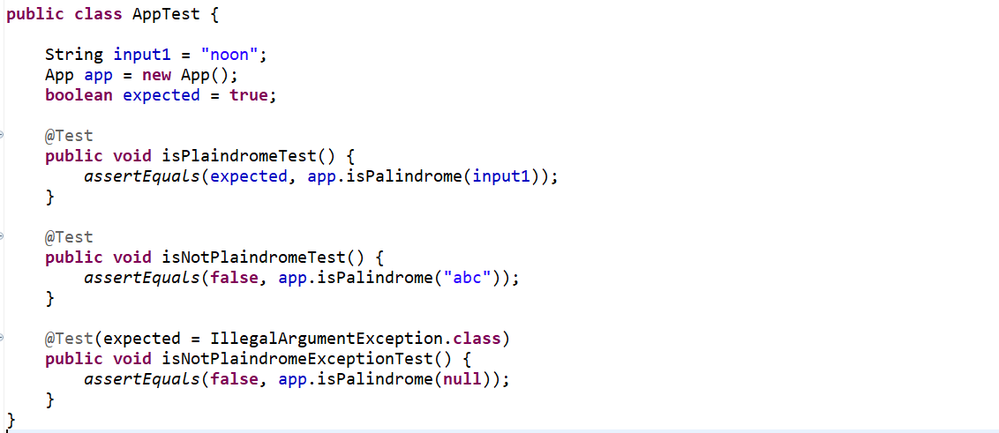 public class AppTest {
String input1 = "noon";
App app = new App();
boolean expected = true;
@Test
public void isPlaindromeTest() {
assertEquals(expected, app.isPalindrome(input1));
}
@Test
public void isNotPlaindromeTest() {
assertEquals(false, app.isPalindrome("abc"));
}
@Test(expected = IllegalArgumentException.class)
public void isNotPlaindromeExceptionTest() {
assertEquals(false, app.isPalindrome(null));
}
}